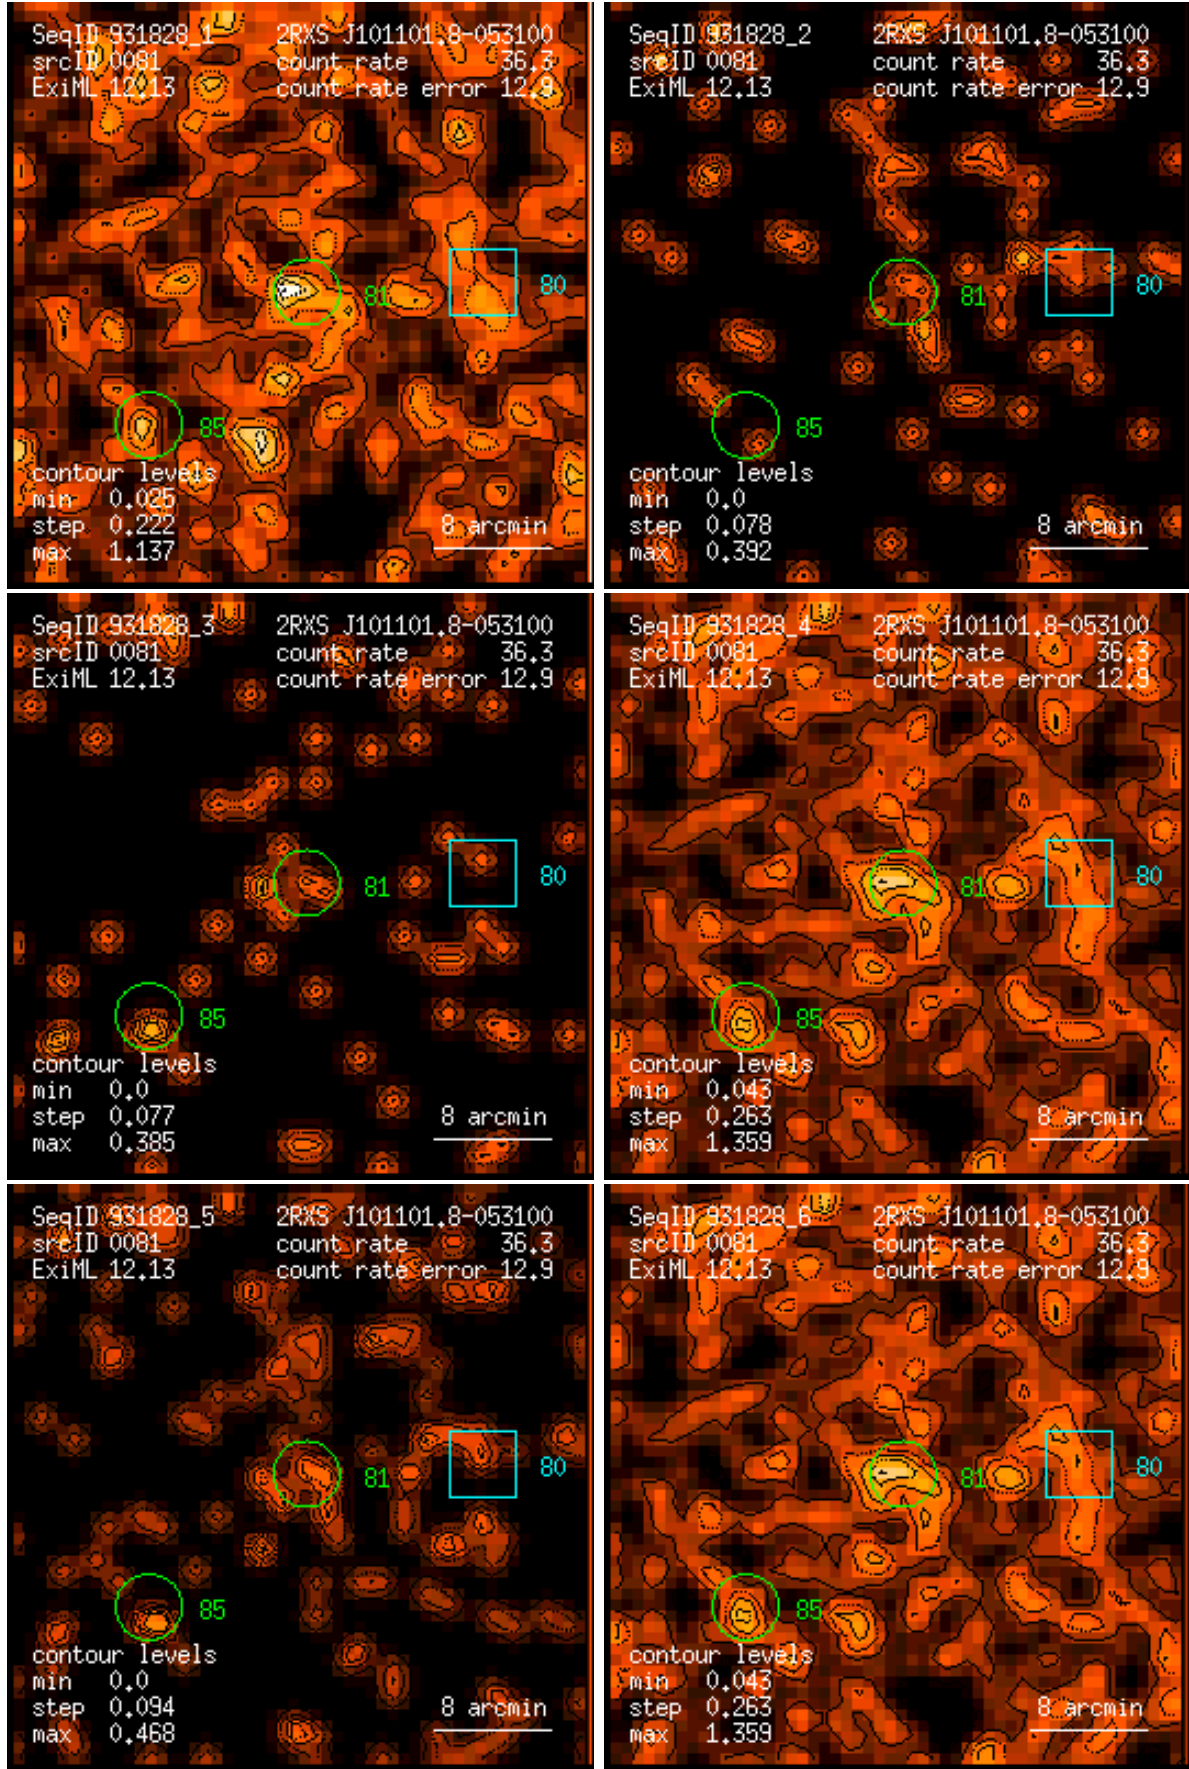 SeqID 931828_1 2RXS J101101.8-053100
srcID 0081 count rate 36.3
ExiML 12.13 count rate error 12.9
80
81
85
contour levels
min 0.025
step 0.222
max 1.137
8 arcmin
SeqID 931828_2 2RXS J101101.8-053100
srcID 0081 count rate 36.3
ExiML 12.13 count rate error 12.9
80
81
85
contour levels
min 0.0
step 0.078
max 0.392
8 arcmin
SeqID 931828_3 2RXS J101101.8-053100
srcID 0081 count rate 36.3
ExiML 12.13 count rate error 12.9
80
81
85
contour levels
min 0.0
step 0.077
max 0.385
8 arcmin
SeqID 931828_4 2RXS J101101.8-053100
srcID 0081 count rate 36.3
ExiML 12.13 count rate error 12.9
80
81
85
contour levels
min 0.043
step 0.263
max 1.359
8 arcmin
SeqID 931828_5 2RXS J101101.8-053100
srcID 0081 count rate 36.3
ExiML 12.13 count rate error 12.9
80
81
85
contour levels
min 0.0
step 0.094
max 0.468
8 arcmin
SeqID 931828_6 2RXS J101101.8-053100
srcID 0081 count rate 36.3
ExiML 12.13 count rate error 12.9
80
81
85
contour levels
min 0.043
step 0.263
max 1.359
8 arcmin